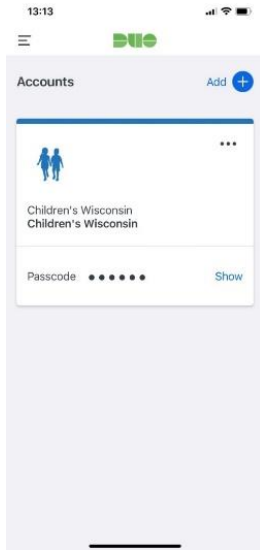 13:13
DUO
Accounts
Add
Children's Wisconsin
Children's Wisconsin
Passcode ••••••
Show